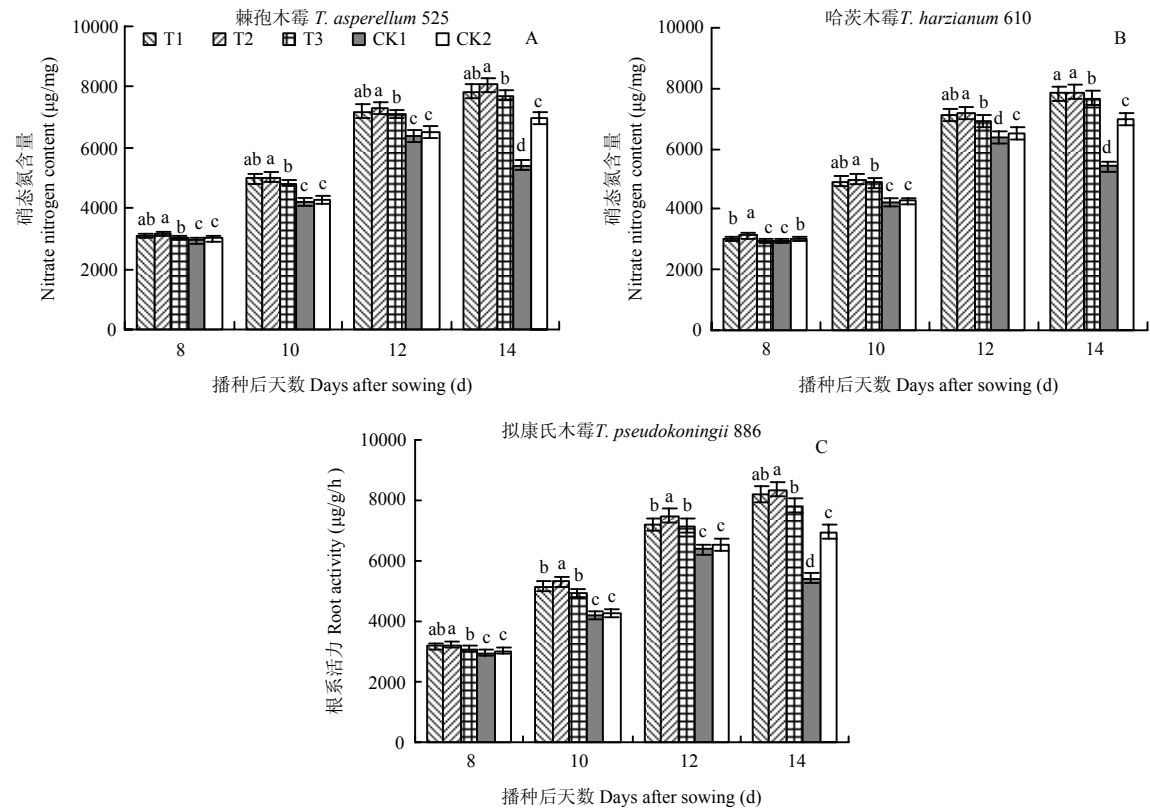 棘孢木霉 T. asperellum 525
T1 T2 T3 CK1 CK2
A
硝态氮含量
Nitrate nitrogen content (μg/mg)
10000
8000
6000
4000
2000
0
ab a b c c
ab a b c c
ab a b c c
ab a b d c
8 10 12 14
播种后天数 Days after sowing (d)
哈茨木霉T. harzianum 610
B
硝态氮含量
Nitrate nitrogen content (μg/mg)
10000
8000
6000
4000
2000
0
b a c c b
ab a b c c
ab a b d c
a a b d c
8 10 12 14
播种后天数 Days after sowing (d)
拟康氏木霉T. pseudokoningii 886
C
根系活力 Root activity (μg/g/h )
10000
8000
6000
4000
2000
0
ab a b c c
b a b c c
b a b c c
ab a b d c
8 10 12 14
播种后天数 Days after sowing (d)